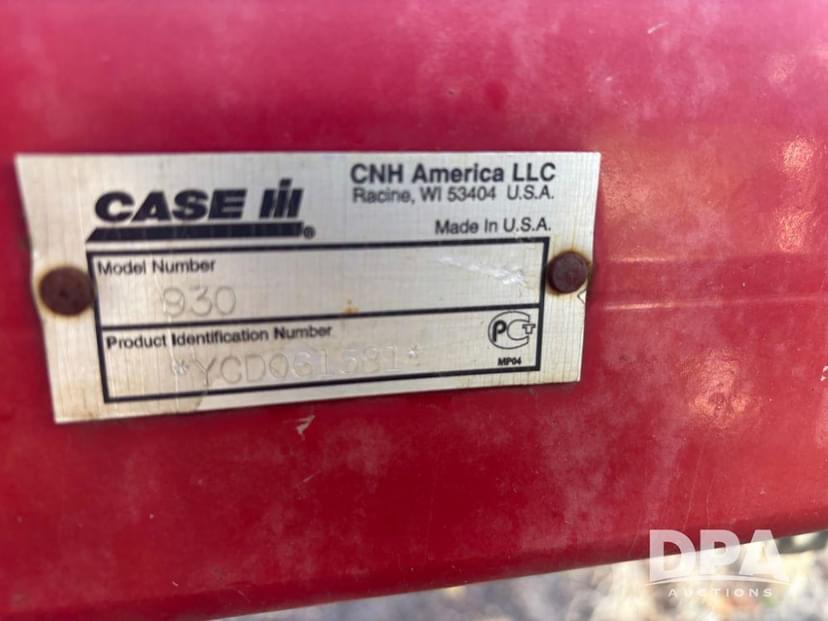 CASE IH®
CNH America LLC
Racine, WI 53404 U.S.A.
Made In U.S.A.
Model Number
930
Product Identification Number
*YCD061581*
PCT
MP04
DPA
AUCTIONS